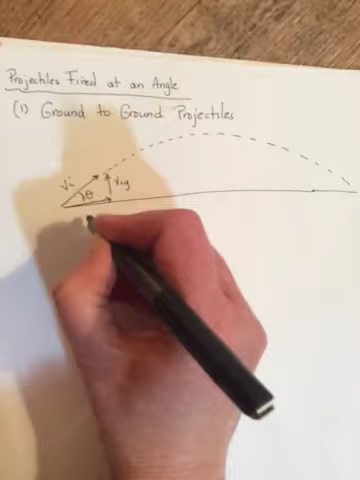 Projectiles Fired at an Angle
(1) Ground to Ground Projectiles
Vi
Viy
θ